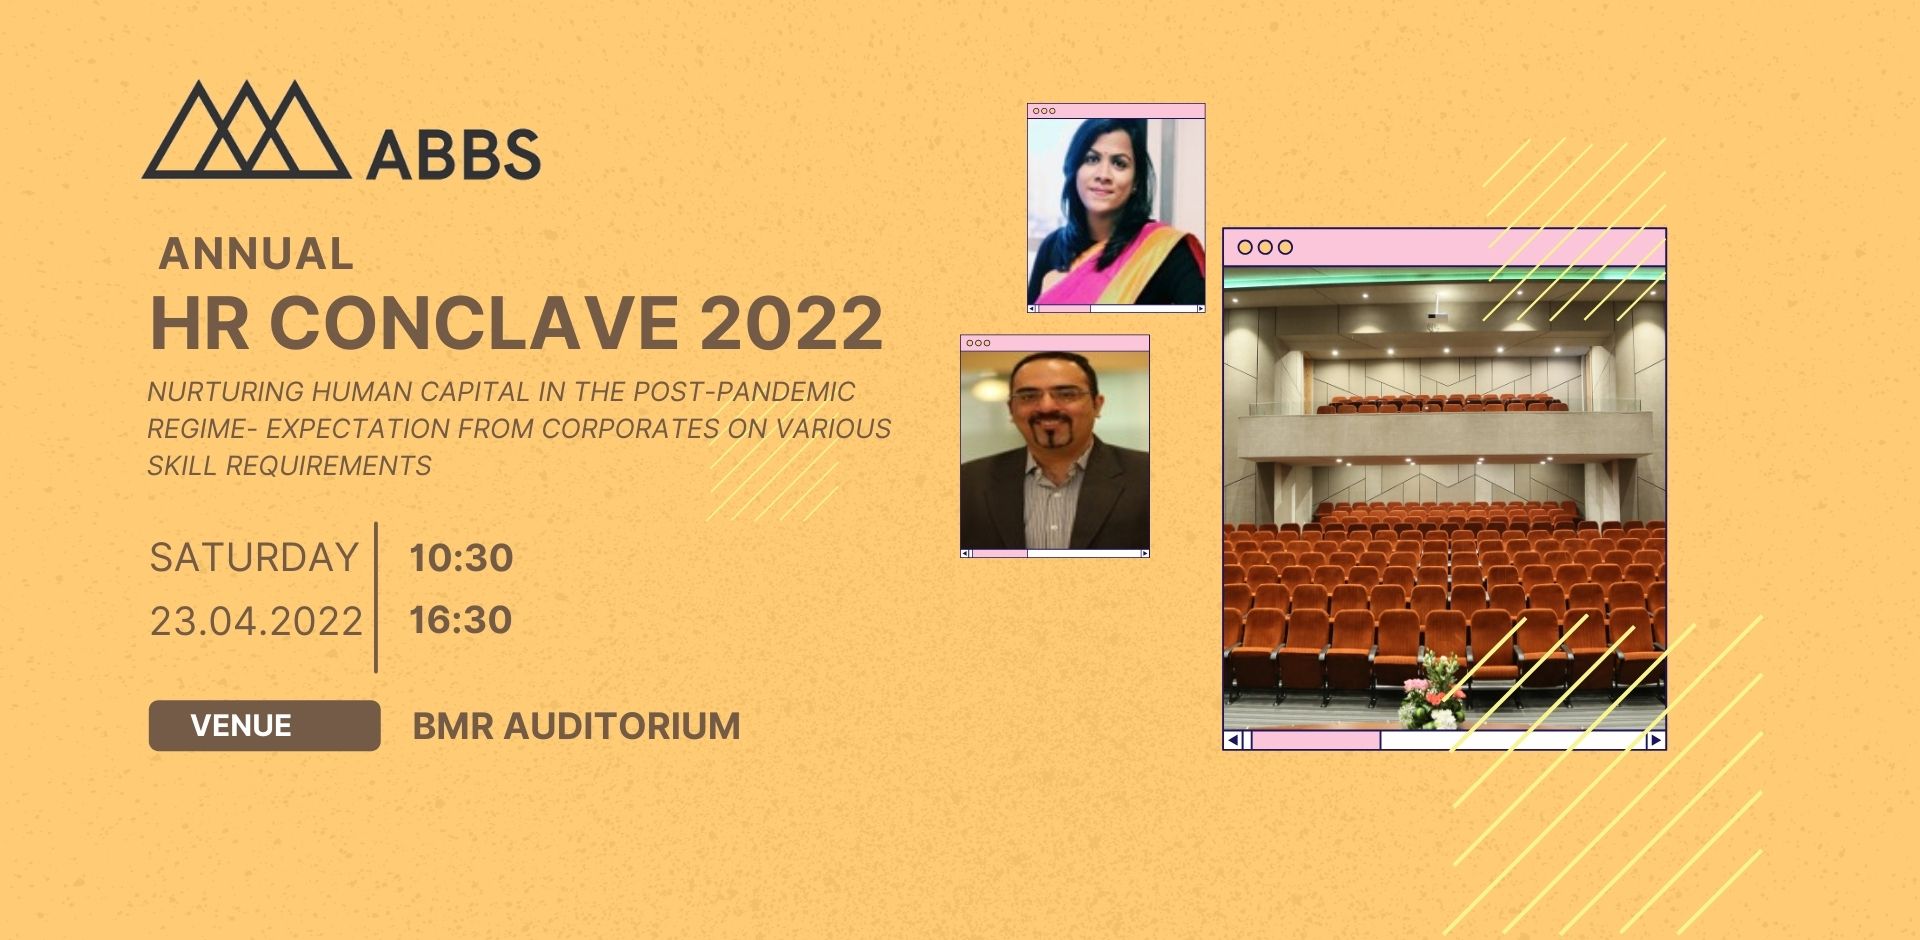 ABBS
ANNUAL
HR CONCLAVE 2022
NURTURING HUMAN CAPITAL IN THE POST-PANDEMIC
REGIME- EXPECTATION FROM CORPORATES ON VARIOUS
SKILL REQUIREMENTS
SATURDAY
23.04.2022
10:30
16:30
VENUE
BMR AUDITORIUM